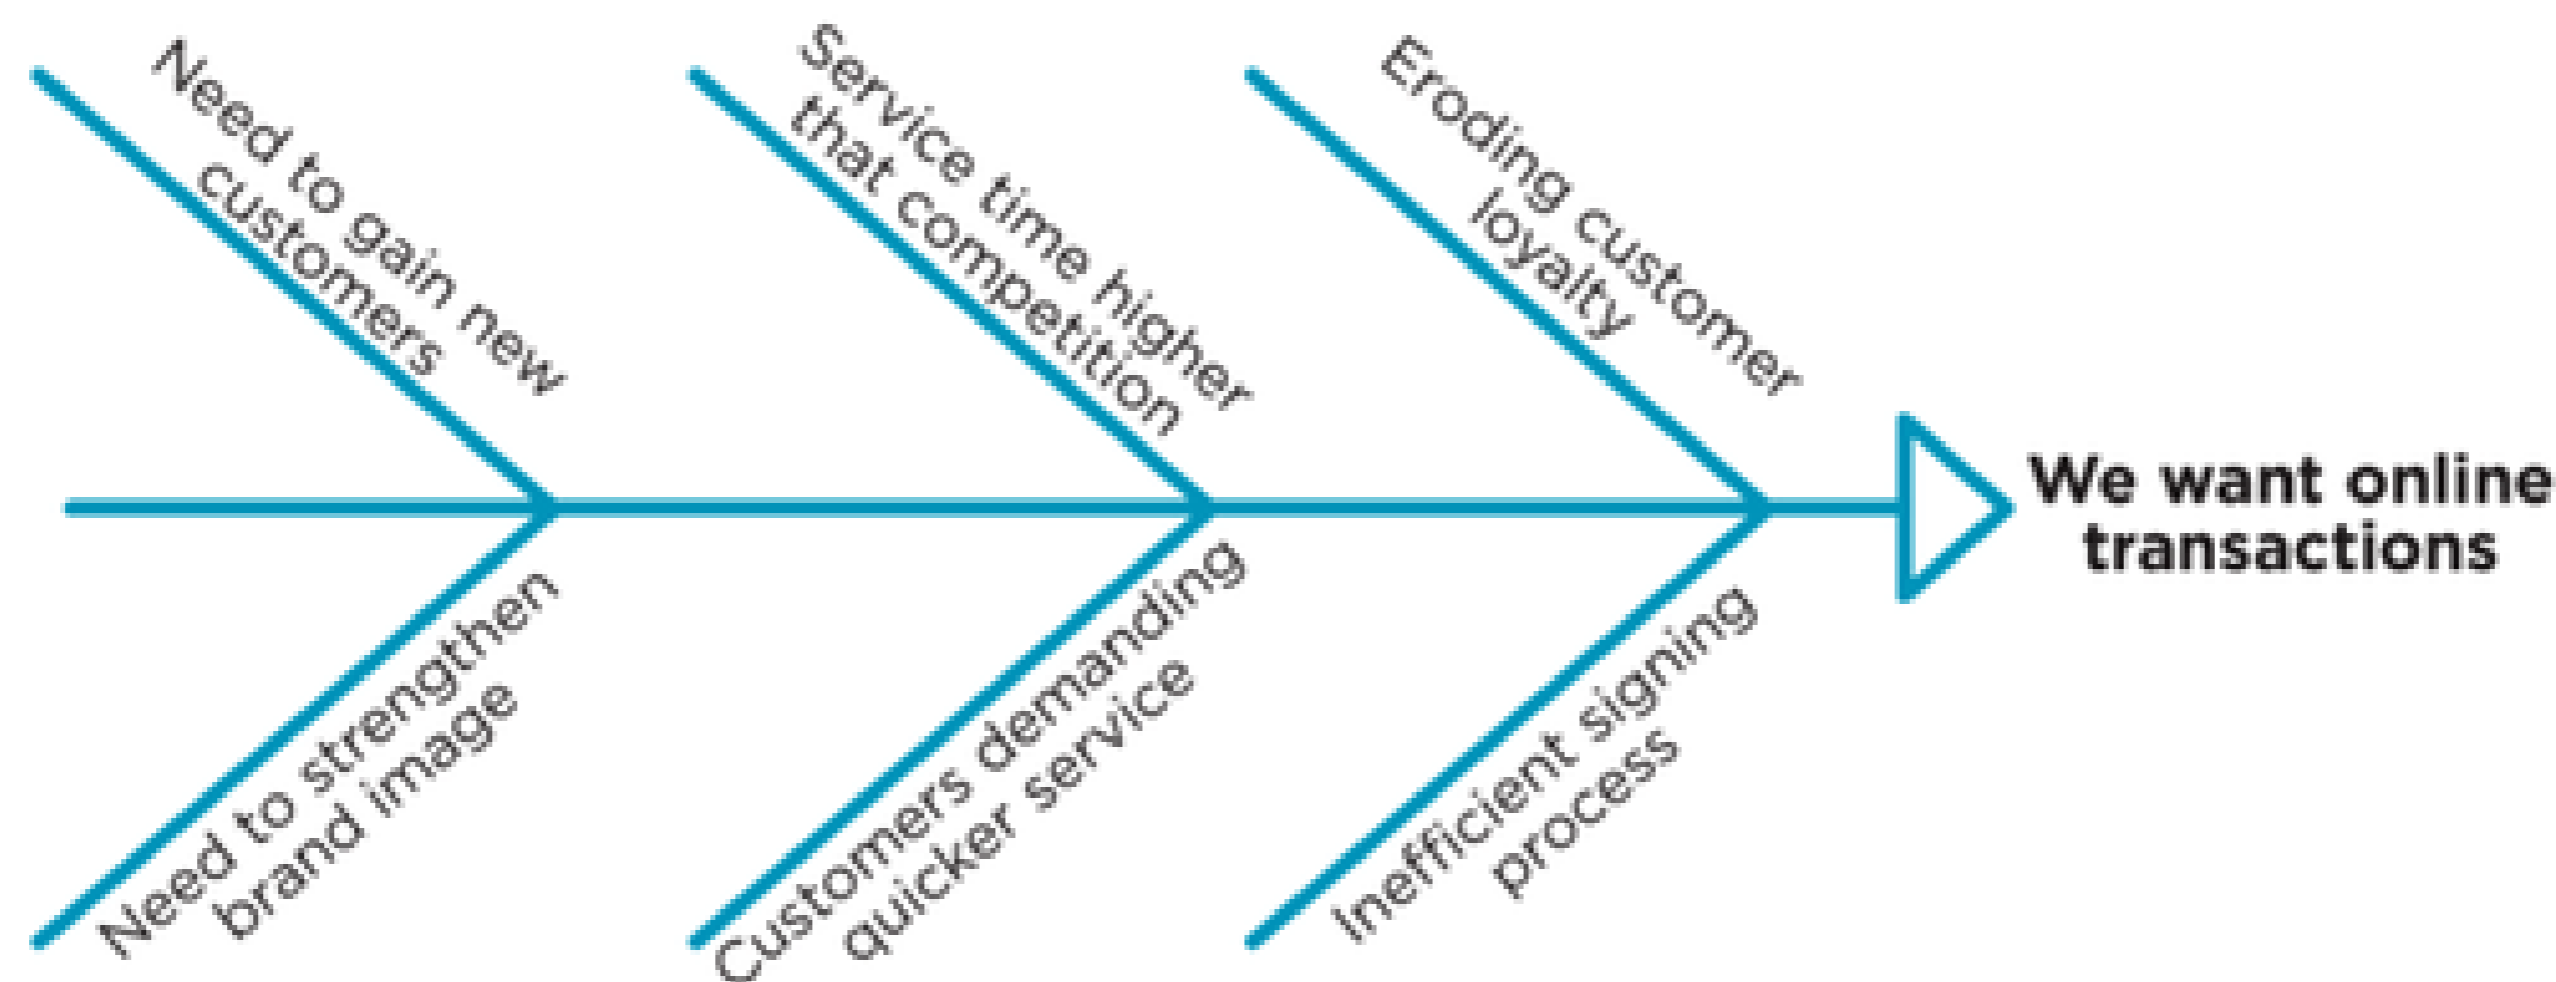 Need to gain new
customers
Service time higher
that competition
Eroding customer
loyalty
We want online
transactions
Need to strengthen
brand image
Customers demanding
quicker service
Inefficient signing
process